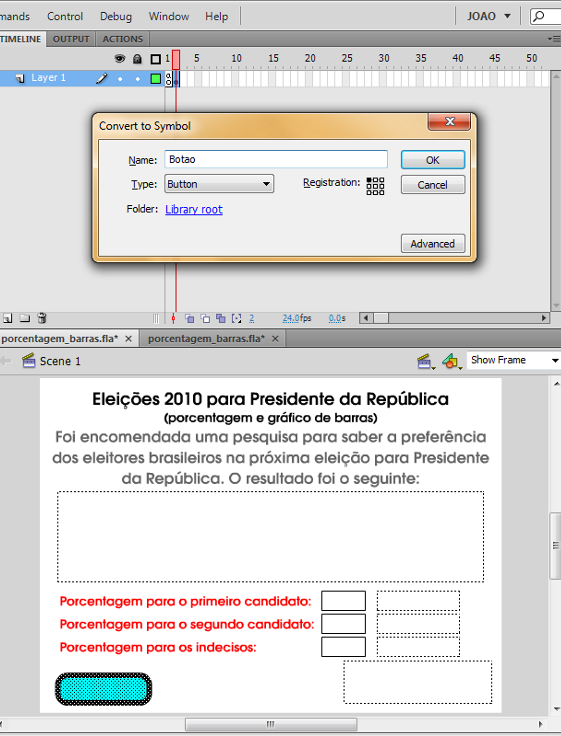 mands Control Debug Window Help JOAO
TIMELINE OUTPUT ACTIONS
1 5 10 15 20 25 30 35 40 45 50
Layer 1
Convert to Symbol
Name: Botao OK
Type: Button Registration: Cancel
Folder: Library root
Advanced
2 24.0fps 0.0s
porcentagem_barras.fla* × porcentagem_barras.fla* ×
Scene 1 Show Frame
Eleições 2010 para Presidente da República
(porcentagem e gráfico de barras)
Foi encomendada uma pesquisa para saber a preferência
dos eleitores brasileiros na próxima eleição para Presidente
da República. O resultado foi o seguinte:
Porcentagem para o primeiro candidato:
Porcentagem para o segundo candidato:
Porcentagem para os indecisos: